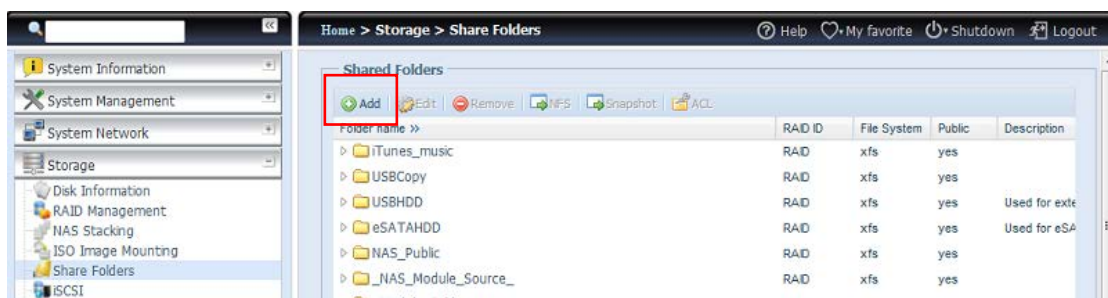 Home > Storage > Share Folders
Help
My favorite
Shutdown
Logout
System Information
System Management
System Network
Storage
Disk Information
RAID Management
NAS Stacking
ISO Image Mounting
Share Folders
iSCSI
Shared Folders
Add Edit Remove NFS Snapshot ACL
Folder name » RAID ID File System Public Description
iTunes_music RAID xfs yes
USBCopy RAID xfs yes
USBHDD RAID xfs yes Used for exte
eSATAHDD RAID xfs yes Used for eSA
NAS_Public RAID xfs yes
_NAS_Module_Source_ RAID xfs yes